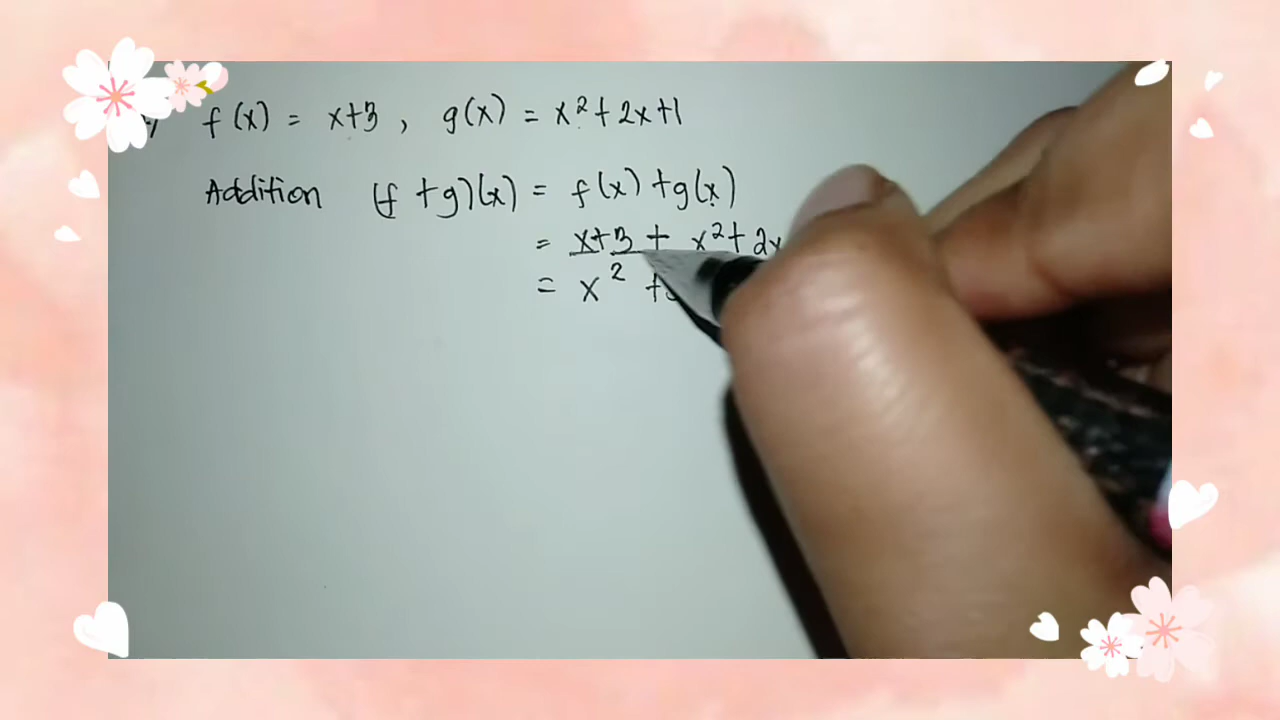 f(x) = x+3 , g(x) = x²+2x+1
Addition (f +g)(x) = f(x) +g(x)
= x+3 + x²+ 2x
= x² +